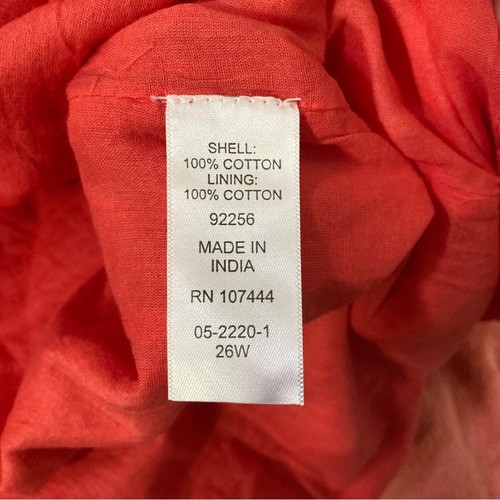 SHELL:
100% COTTON
LINING:
100% COTTON
92256
MADE IN
INDIA
RN 107444
05-2220-1
26W